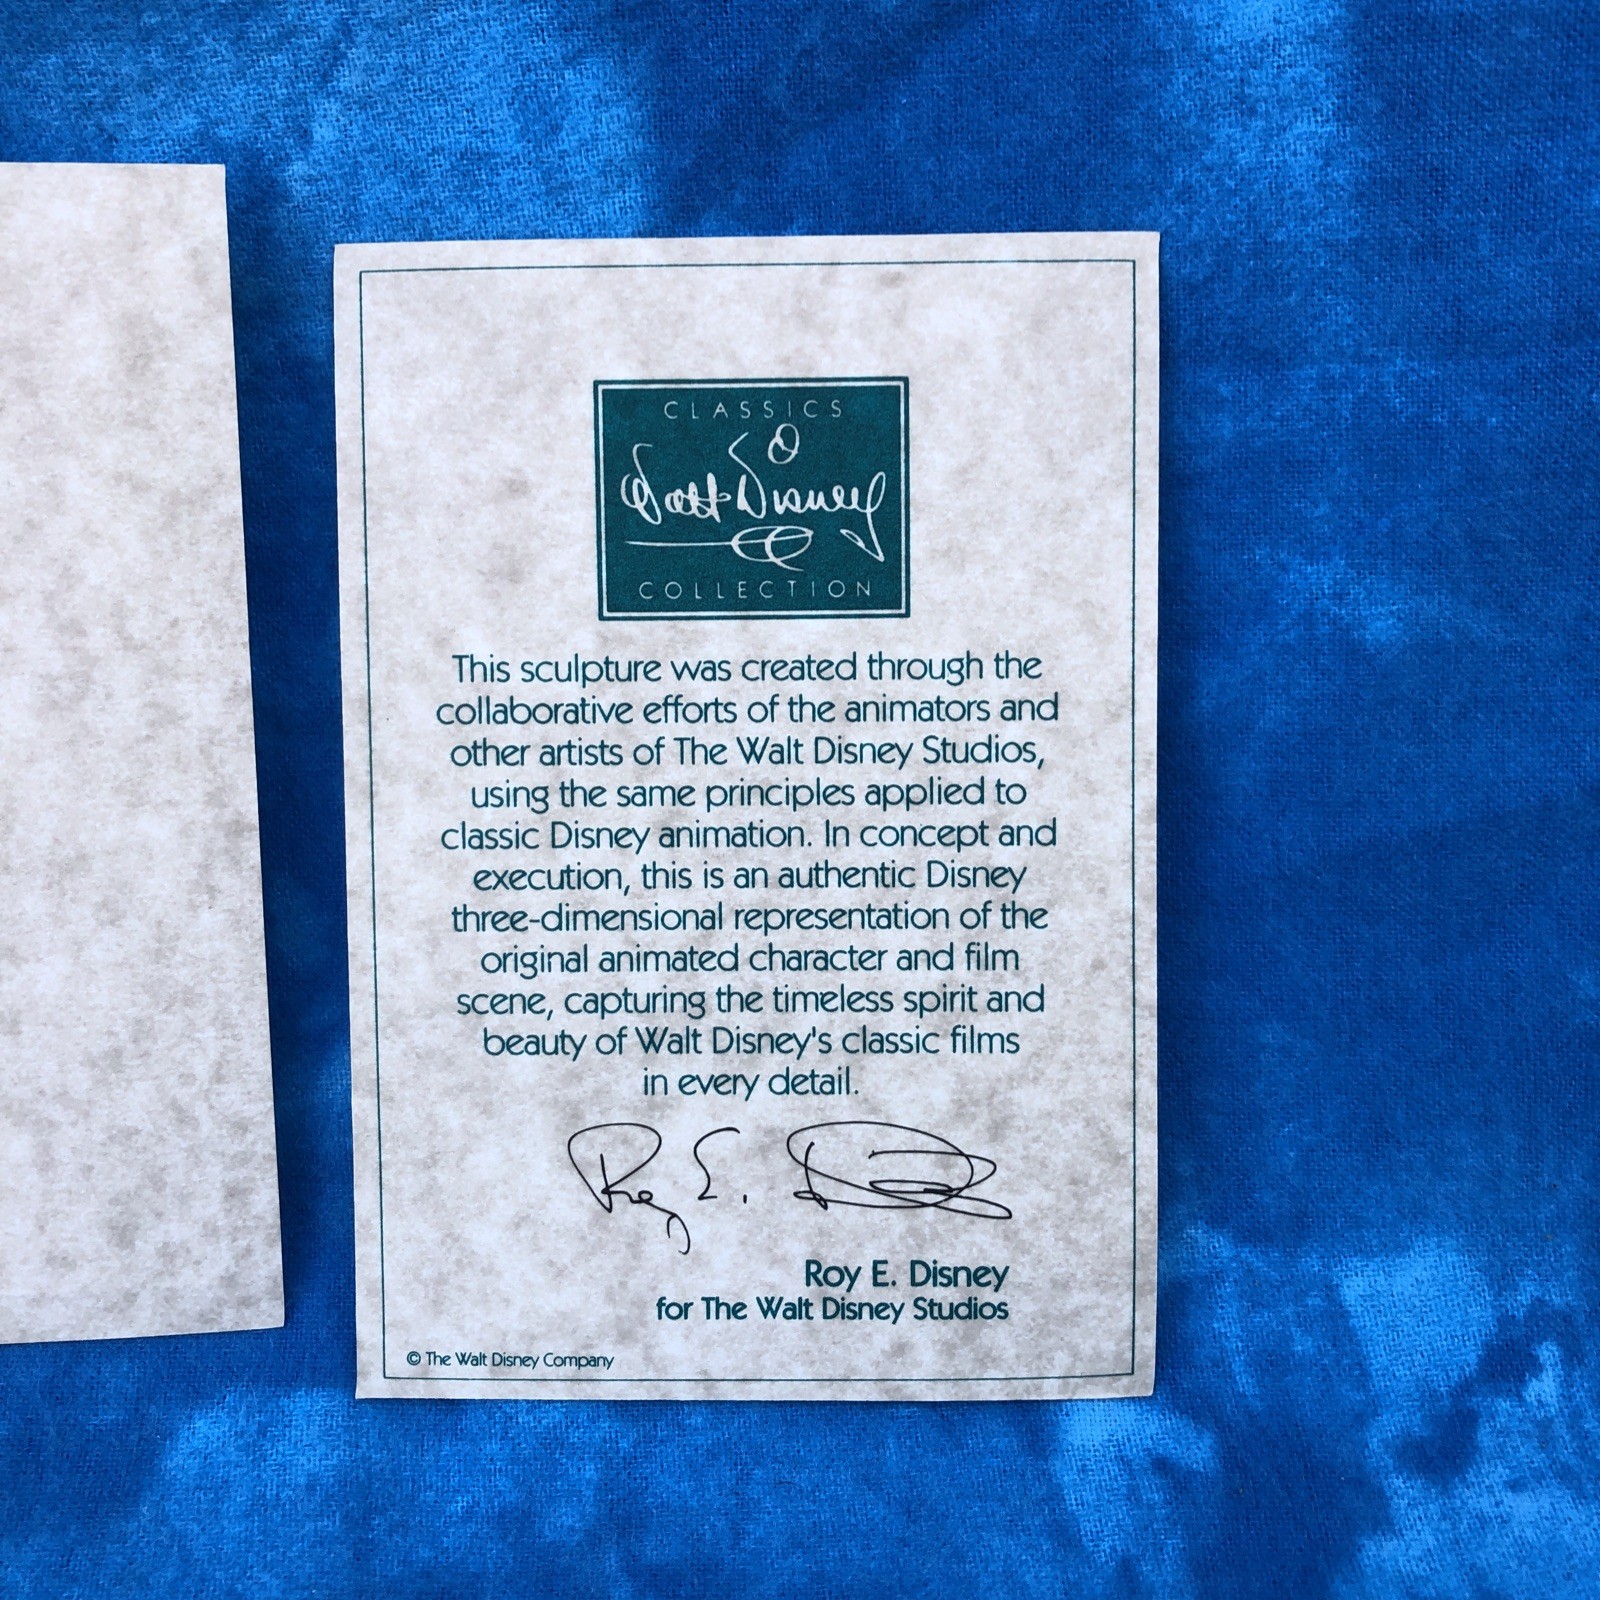 CLASSICS
Walt Disney
COLLECTION
This sculpture was created through the
collaborative efforts of the animators and
other artists of The Walt Disney Studios,
using the same principles applied to
classic Disney animation. In concept and
execution, this is an authentic Disney
three-dimensional representation of the
original animated character and film
scene, capturing the timeless spirit and
beauty of Walt Disney's classic films
in every detail.
Roy E. Disney
Roy E. Disney
for The Walt Disney Studios
© The Walt Disney Company